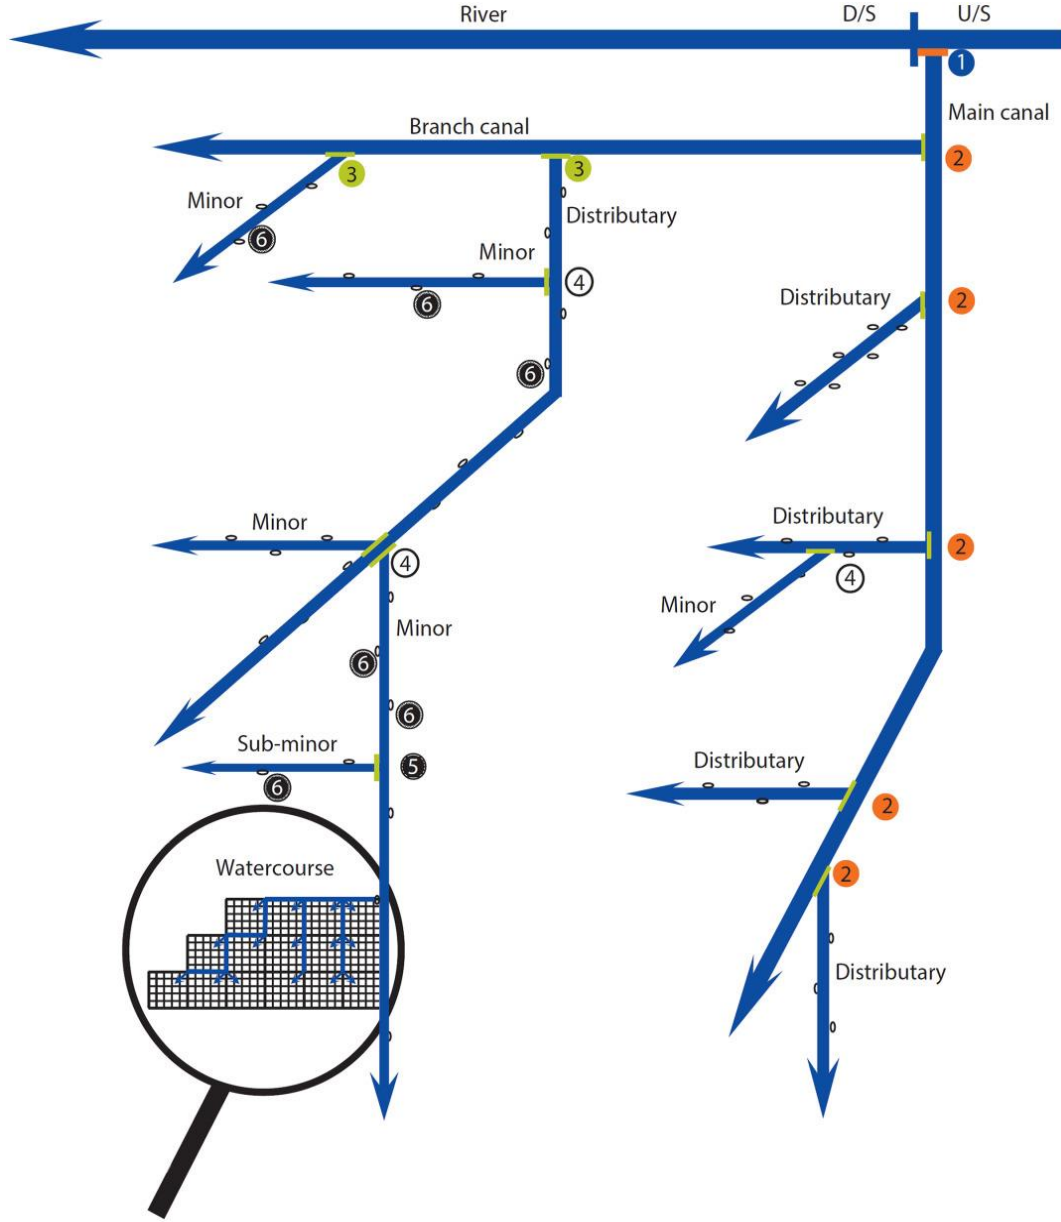 River
D/S
U/S
1
Main canal
Branch canal
2
3
3
Minor
Distributary
6
Minor
4
6
Distributary
2
6
Minor
Distributary
2
4
4
Minor
Minor
6
6
Sub-minor
5
6
Distributary
2
Watercourse
2
Distributary